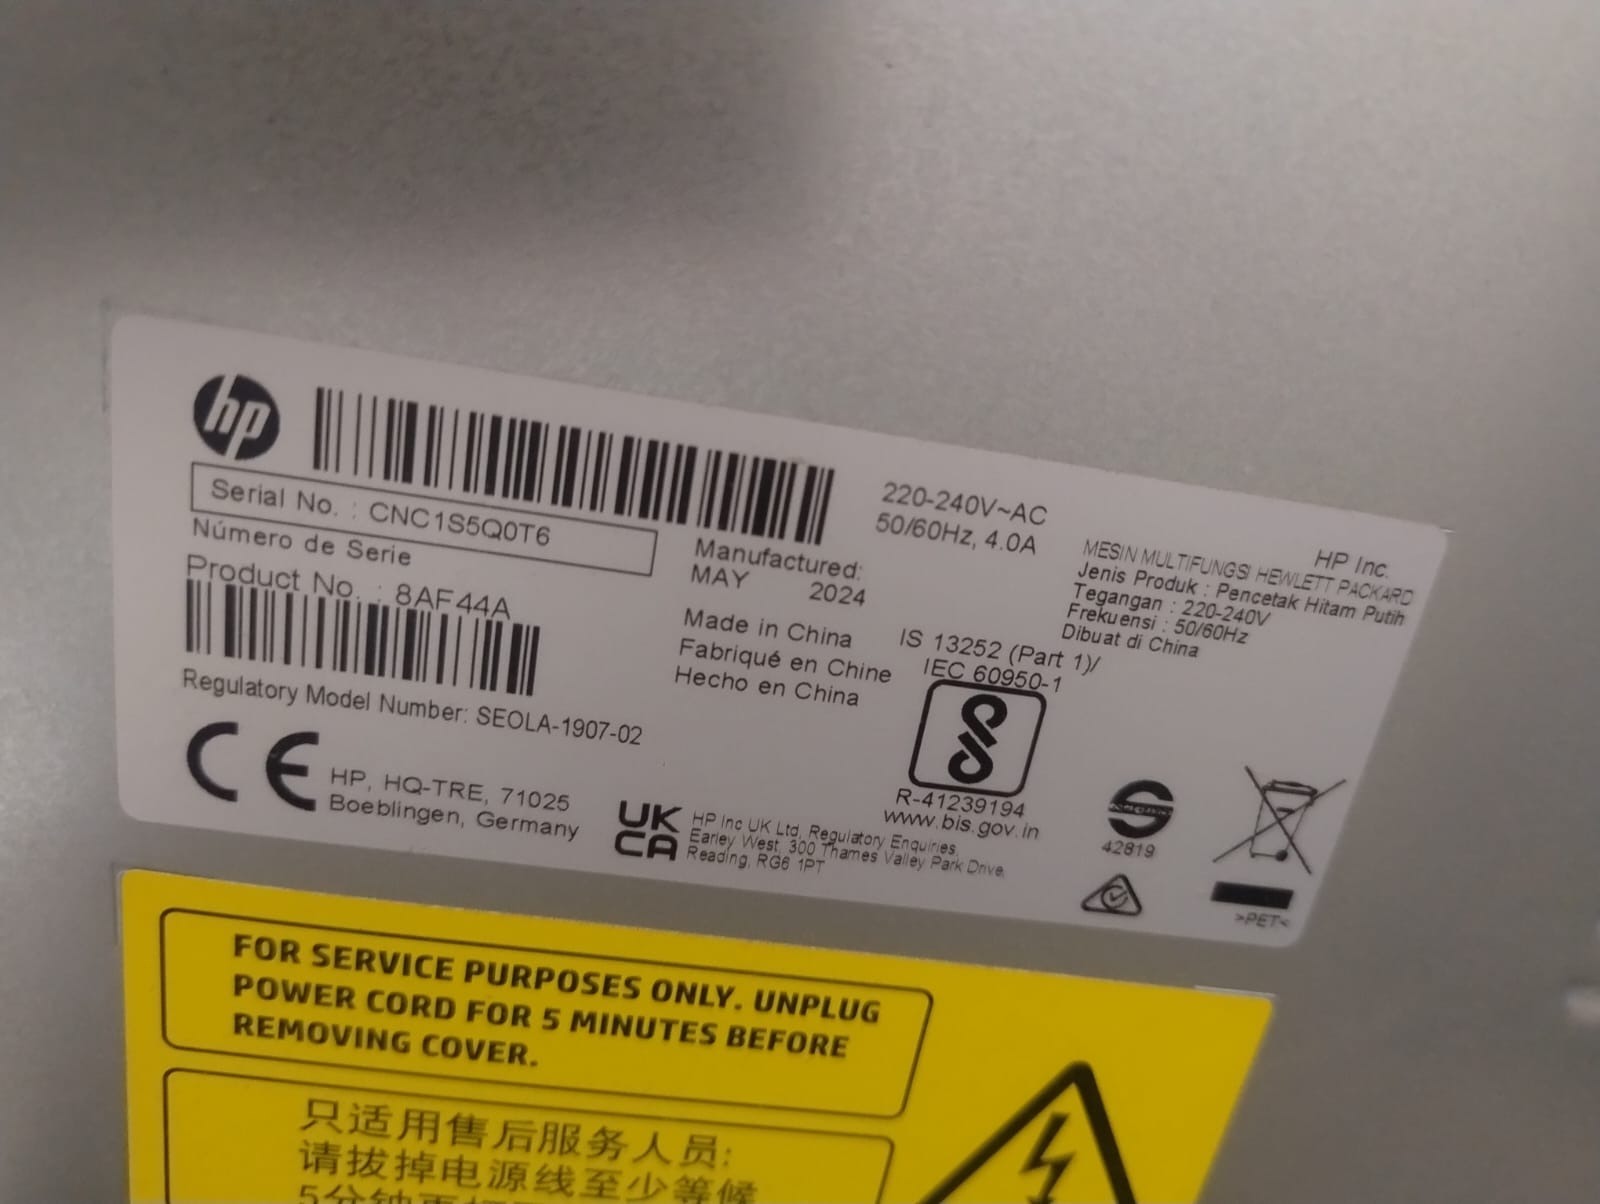 hp
Serial No. : CNC1S5Q0T6
Número de Serie
Product No. : 8AF44A
Regulatory Model Number: SEOLA-1907-02
CE
HP, HQ-TRE, 71025
Boeblingen, Germany
Manufactured:
MAY 2024
Made in China
Fabriqué en Chine
Hecho en China
220-240V~AC
50/60Hz, 4.0A
HP Inc.
MESIN MULTIFUNGSI HEWLETT PACKARD
Jenis Produk : Pencetak Hitam Putih
Tegangan : 220-240V
Frekuensi : 50/60Hz
Dibuat di China
IS 13252 (Part 1)/
IEC 60950-1
R-41239194
www.bis.gov.in
UK
CA
HP Inc UK Ltd, Regulatory Enquiries,
Earley West, 300 Thames Valley Park Drive,
Reading, RG6 1PT
42819
>PET<
FOR SERVICE PURPOSES ONLY. UNPLUG
POWER CORD FOR 5 MINUTES BEFORE
REMOVING COVER.
只适用售后服务人员:
请拔掉电源线至少等候
5分钟再